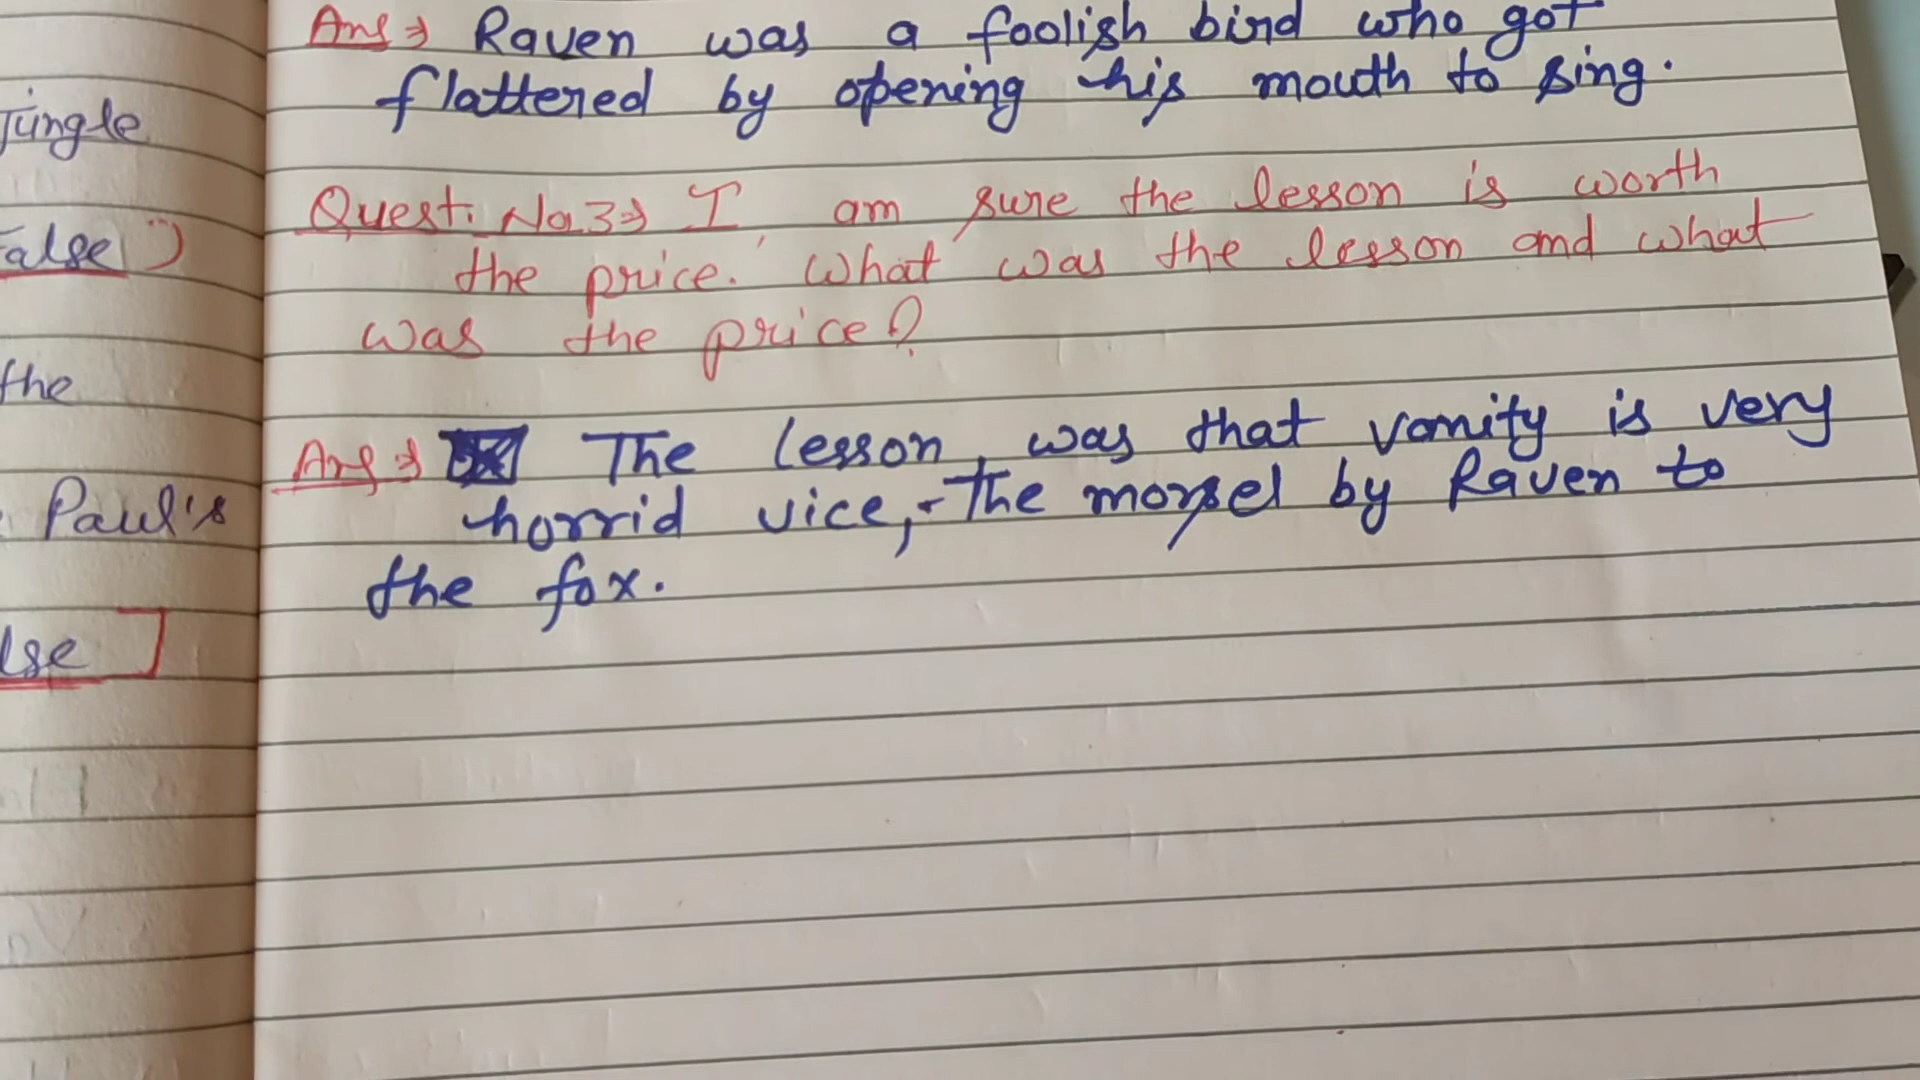 Jungle
False)
the
Paul's
lse]
Ans⇒ Raven was a foolish bird who got
flattered by opening his mouth to sing.
Quest. No.3⇒ I am sure the lesson is worth
the price. What was the lesson and what
was the price?
Ans⇒ The lesson was that vanity is very
horrid vice,-The morsel by Raven to
the fox.